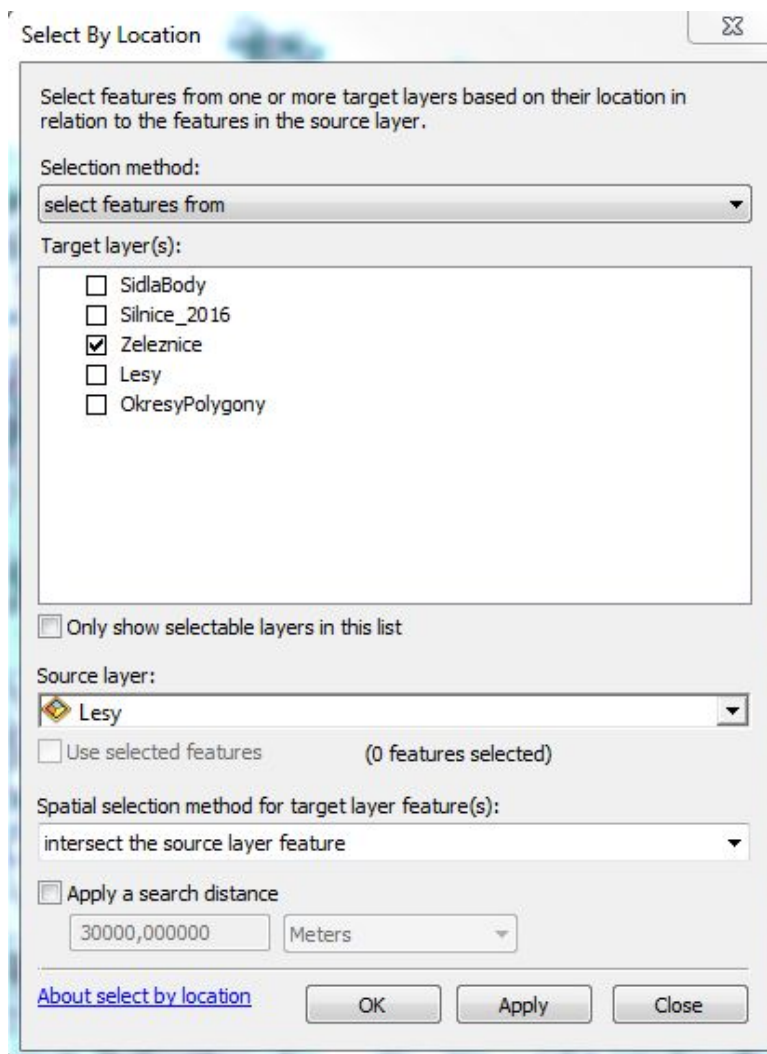 Select By Location
Select features from one or more target layers based on their location in
relation to the features in the source layer.
Selection method:
select features from
Target layer(s):
SidlaBody
Silnice_2016
Zeleznice
Lesy
OkresyPolygony
Only show selectable layers in this list
Source layer:
Lesy
Use selected features (0 features selected)
Spatial selection method for target layer feature(s):
intersect the source layer feature
Apply a search distance
30000,000000 Meters
About select by location OK Apply Close